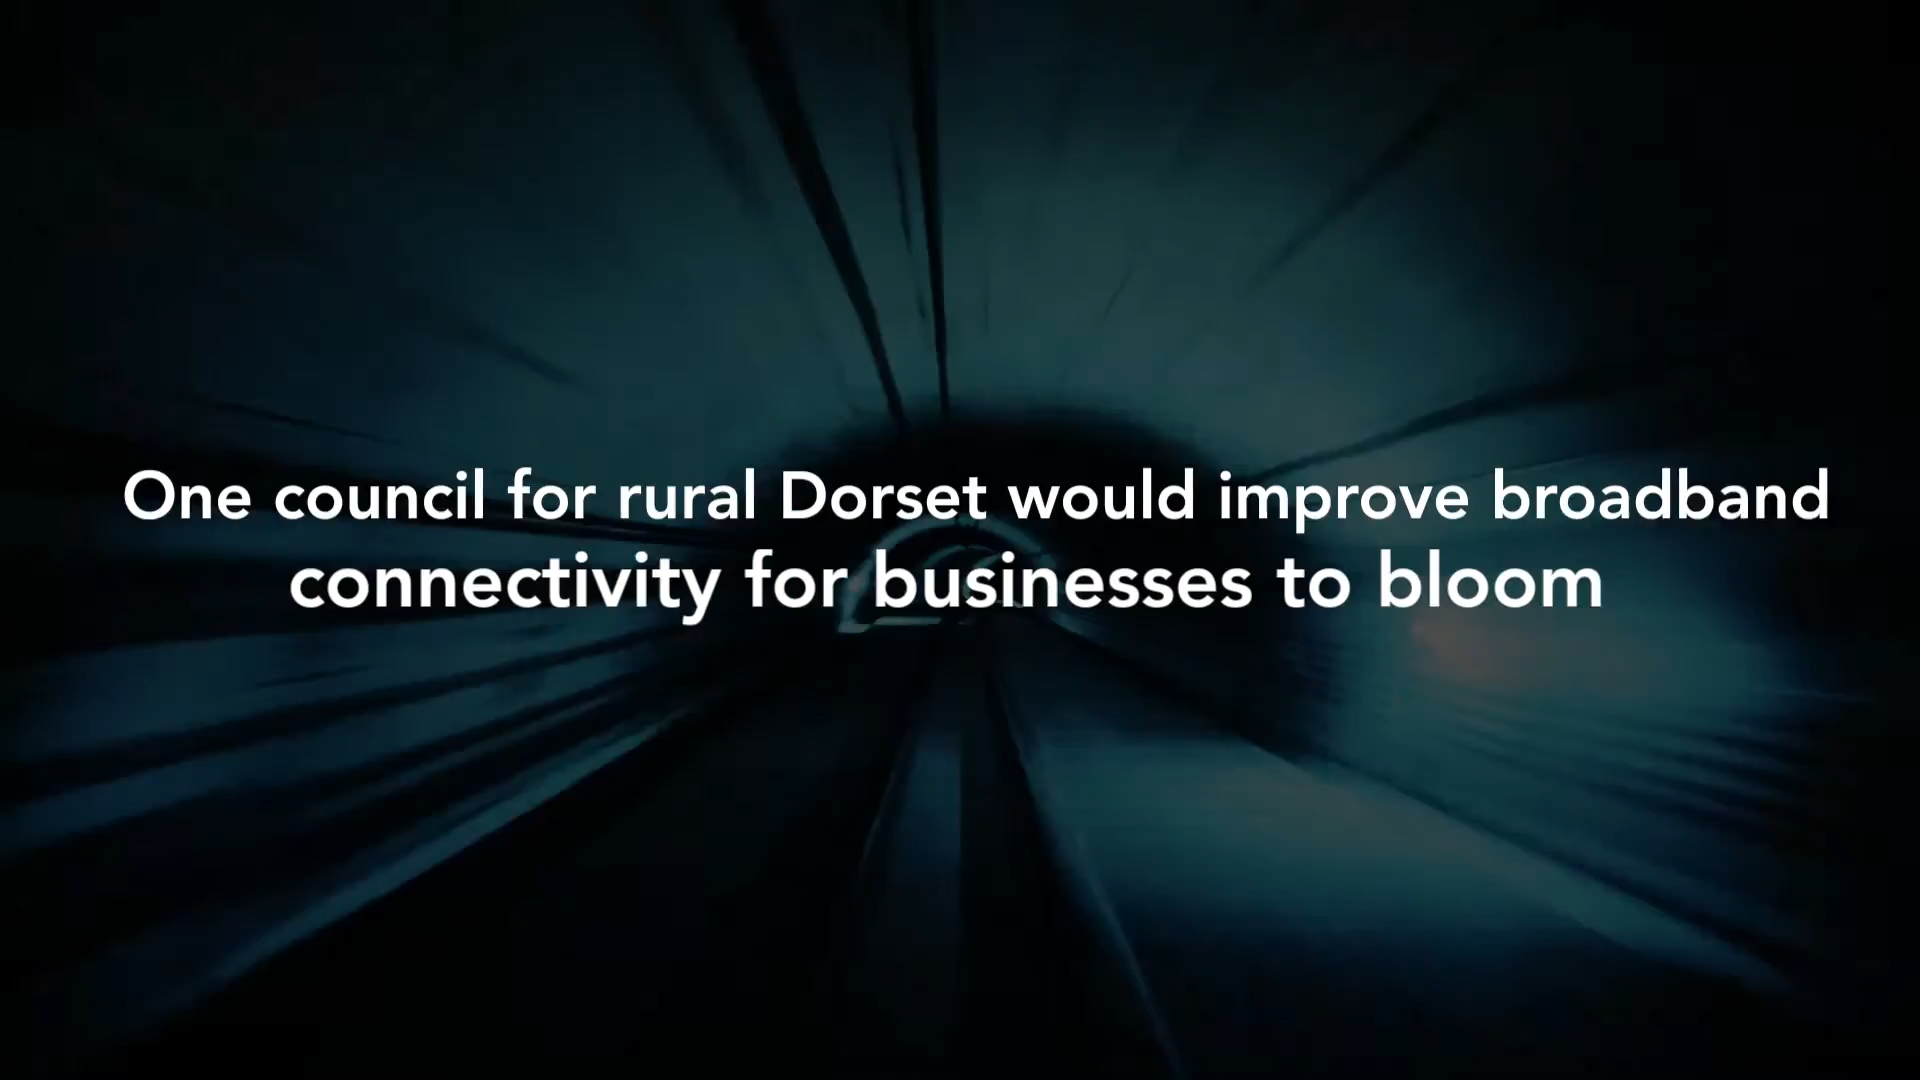 One council for rural Dorset would improve broadband
connectivity for businesses to bloom